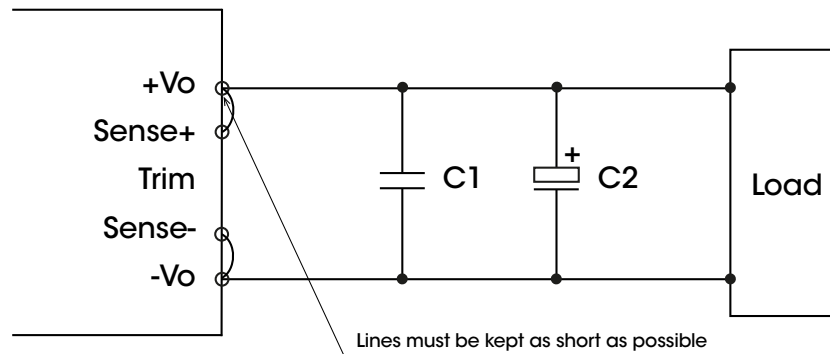 +Vo
Sense+
Trim
Sense-
-Vo
C1
+
C2
Load
Lines must be kept as short as possible